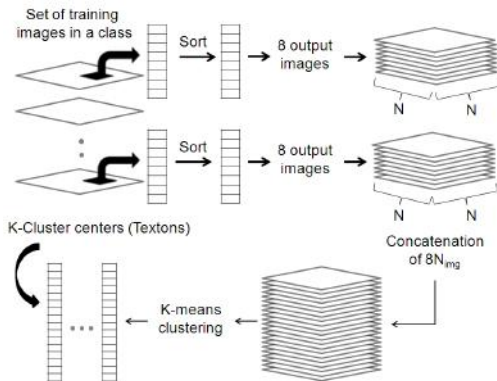 Set of training
images in a class
Sort
8 output
images
N
N
Sort
8 output
images
N
N
K-Cluster centers (Textons)
Concatenation
of 8Nimg
K-means
clustering